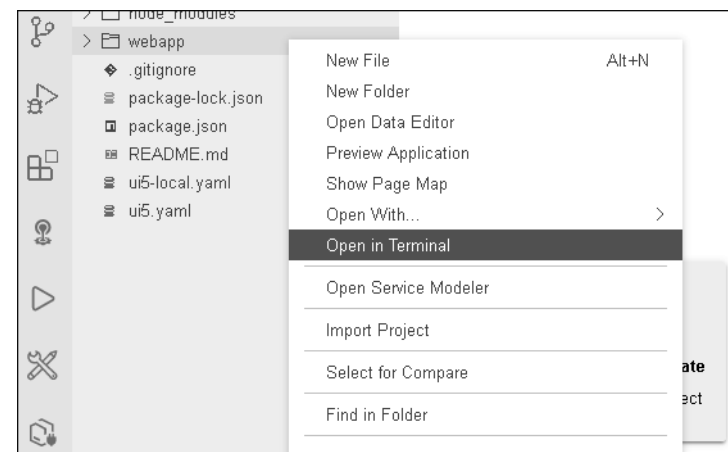 node_modules
webapp
.gitignore
package-lock.json
package.json
README.md
ui5-local.yaml
ui5.yaml
New File Alt+N
New Folder
Open Data Editor
Preview Application
Show Page Map
Open With...
Open in Terminal
Open Service Modeler
Import Project
Select for Compare
Find in Folder
ate
ect